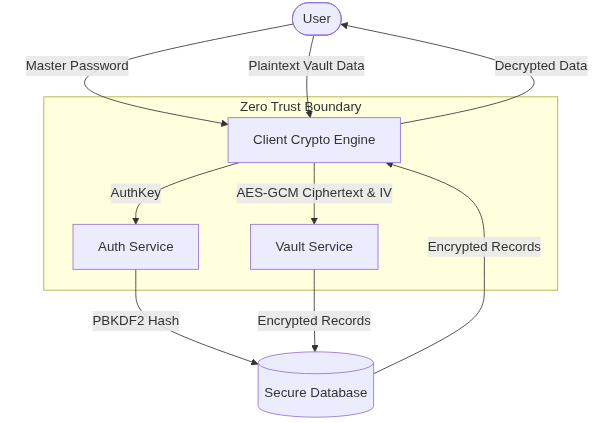 User
Master Password
Plaintext Vault Data
Decrypted Data
Zero Trust Boundary
Client Crypto Engine
AuthKey
AES-GCM Ciphertext & IV
Auth Service
Vault Service
Encrypted Records
PBKDF2 Hash
Encrypted Records
Secure Database